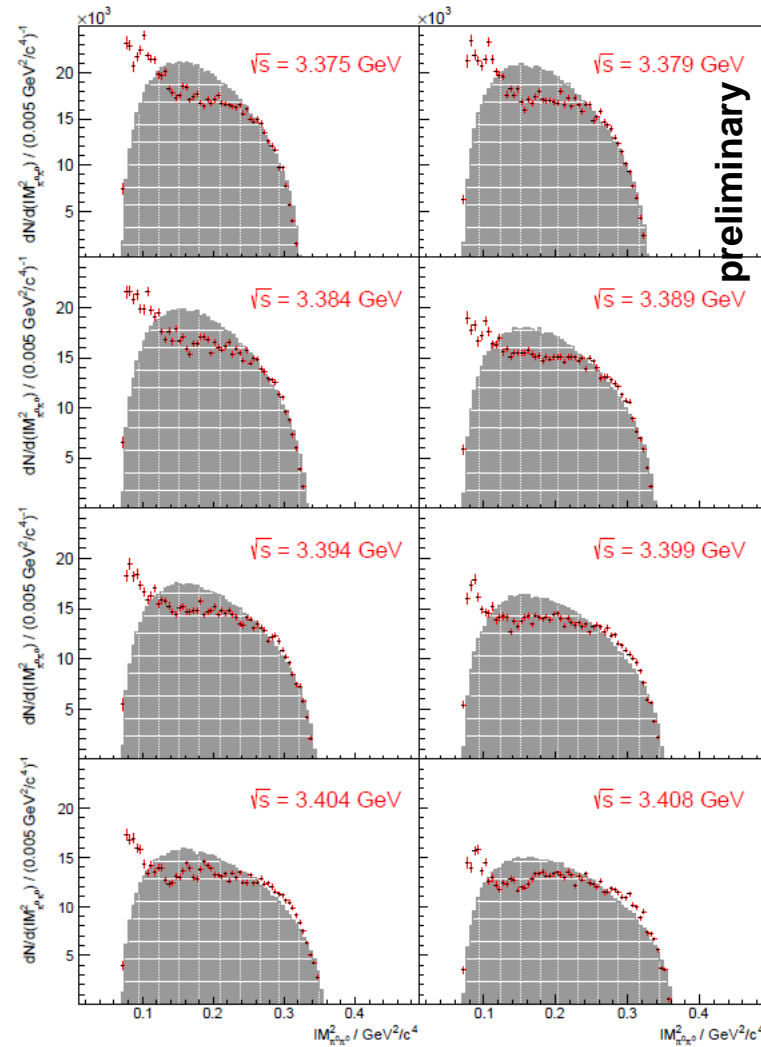 ×10³ ×10³
√s = 3.375 GeV √s = 3.379 GeV
preliminary
dN/d(IM²π⁰π⁰) / (0.005 GeV²/c⁴)⁻¹
20
15
10
5
√s = 3.384 GeV √s = 3.389 GeV
dN/d(IM²π⁰π⁰) / (0.005 GeV²/c⁴)⁻¹
20
15
10
5
√s = 3.394 GeV √s = 3.399 GeV
dN/d(IM²π⁰π⁰) / (0.005 GeV²/c⁴)⁻¹
20
15
10
5
√s = 3.404 GeV √s = 3.408 GeV
dN/d(IM²π⁰π⁰) / (0.005 GeV²/c⁴)⁻¹
20
15
10
5
0.1 0.2 0.3 0.4 0.1 0.2 0.3 0.4
IM²π⁰π⁰ / GeV²/c⁴ IM²π⁰π⁰ / GeV²/c⁴